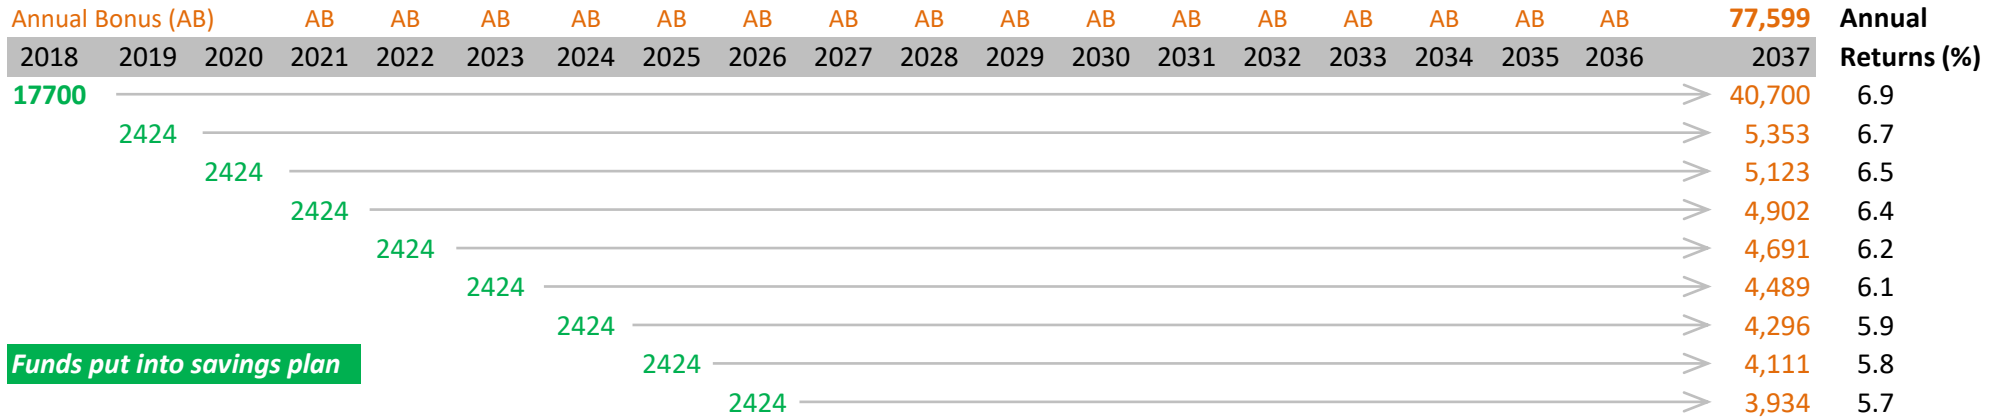 Annual Bonus (AB) AB AB AB AB AB AB AB AB AB AB AB AB AB AB AB AB 77,599 Annual
2018 2019 2020 2021 2022 2023 2024 2025 2026 2027 2028 2029 2030 2031 2032 2033 2034 2035 2036 2037 Returns (%)
17700 40,700 6.9
2424 5,353 6.7
2424 5,123 6.5
2424 4,902 6.4
2424 4,691 6.2
2424 4,489 6.1
2424 4,296 5.9
Funds put into savings plan 2424 4,111 5.8
2424 3,934 5.7